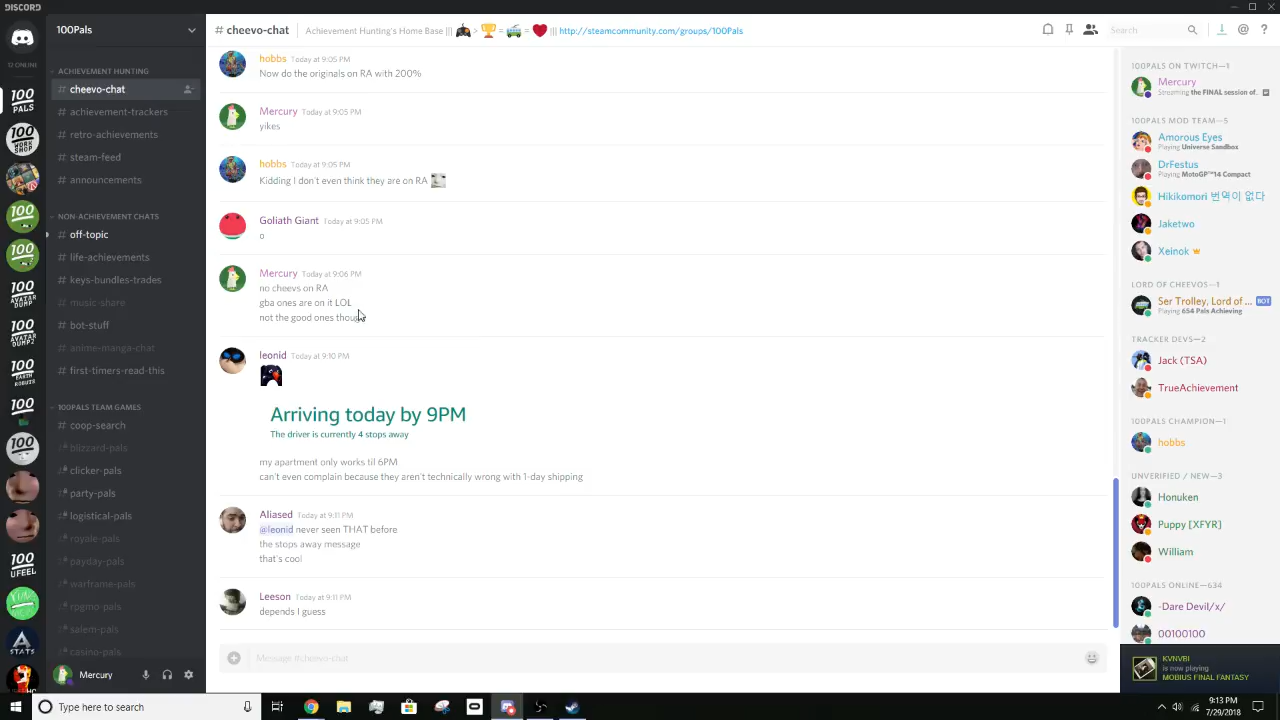 DISCORD
100Pals
# cheevo-chat
Achievement Hunting's Home Base |||
> = = ||| http://steamcommunity.com/groups/100Pals
Search
12 ONLINE
ACHIEVEMENT HUNTING
cheevo-chat
# achievement-trackers
# retro-achievements
# steam-feed
# announcements
NON-ACHIEVEMENT CHATS
# off-topic
# life-achievements
# keys-bundles-trades
# music-share
# bot-stuff
# anime-manga-chat
# first-timers-read-this
100PALS TEAM GAMES
# coop-search
blizzard-pals
clicker-pals
party-pals
logistical-pals
royale-pals
payday-pals
warframe-pals
rpgmo-pals
salem-pals
casino-pals
Mercury
hobbs Today at 9:05 PM
Now do the originals on RA with 200%
Mercury Today at 9:05 PM
yikes
hobbs Today at 9:05 PM
Kidding I don't even think they are on RA
Goliath Giant Today at 9:05 PM
o
Mercury Today at 9:06 PM
no cheevs on RA
gba ones are on it LOL
not the good ones though
leonid Today at 9:10 PM
Arriving today by 9PM
The driver is currently 4 stops away
my apartment only works til 6PM
can't even complain because they aren't technically wrong with 1-day shipping
Aliased Today at 9:11 PM
@leonid never seen THAT before
the stops away message
that's cool
Leeson Today at 9:11 PM
depends I guess
Message #cheevo-chat
100PALS ON TWITCH—1
Mercury
Streaming the FINAL session of..
100PALS MOD TEAM—5
Amorous Eyes
Playing Universe Sandbox
DrFestus
Playing MotoGP™14 Compact
Hikikomori 번역이 없다
Jaketwo
Xeinok
LORD OF CHEEVOS—1
Ser Trolley, Lord of ... BOT
Playing 654 Pals Achieving
TRACKER DEVS—2
Jack (TSA)
TrueAchievement
100PALS CHAMPION—1
hobbs
UNVERIFIED / NEW—3
Honuken
Puppy [XFYR]
William
100PALS ONLINE—634
-Dare Devil/x/
00100100
KVNVBI
is now playing
MOBIUS FINAL FANTASY
Type here to search
9:13 PM
7/29/2018